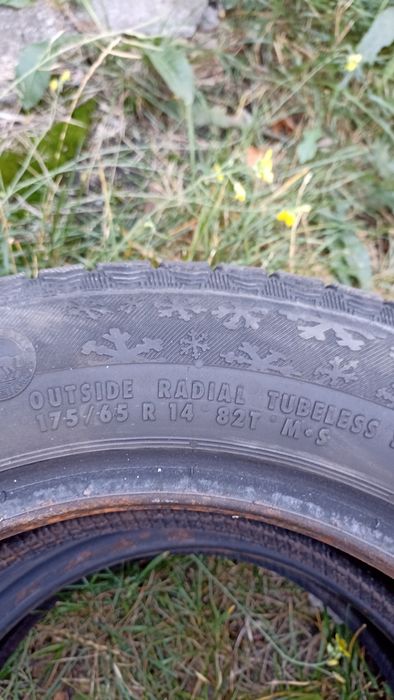 OUTSIDE RADIAL TUBELESS
175/65 R 14 82T M·S